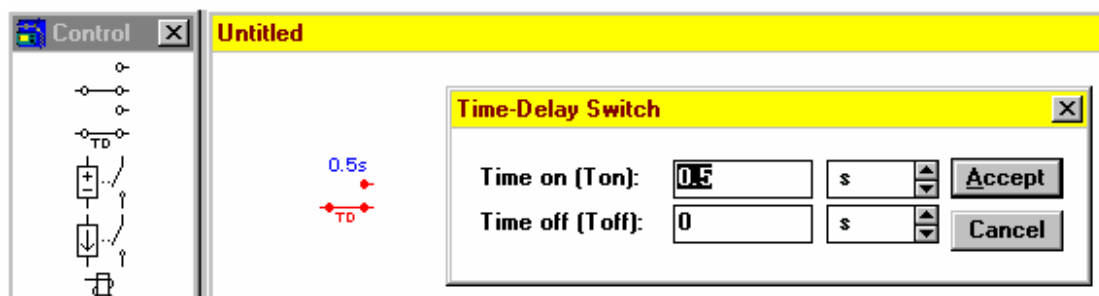 Control
TD
Untitled
0.5s
TD
Time-Delay Switch
Time on (Ton): 0.5 s Accept
Time off (Toff): 0 s Cancel